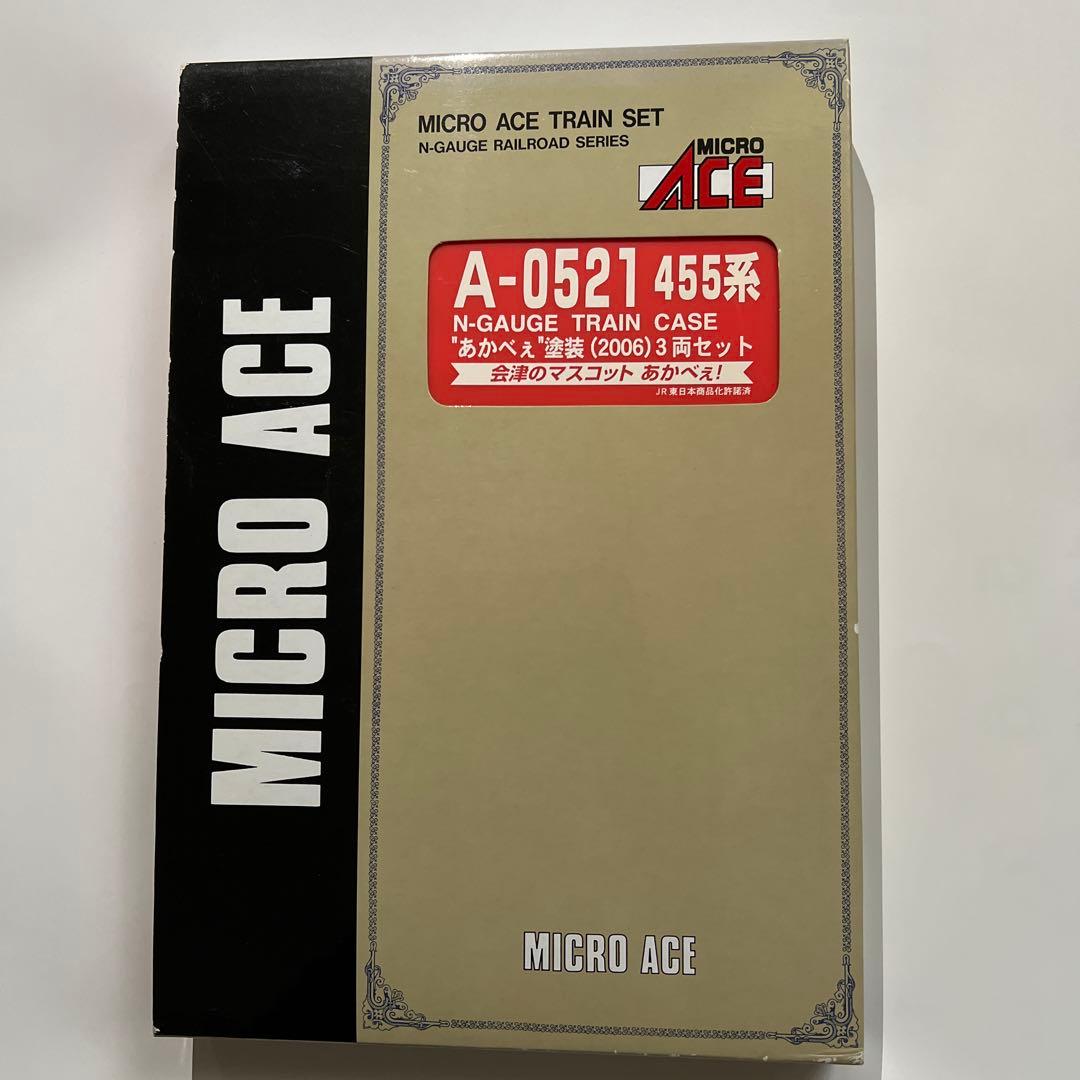 MICRO ACE
MICRO ACE TRAIN SET
N-GAUGE RAILROAD SERIES
MICRO
ACE
A-0521 455系
N-GAUGE TRAIN CASE
"あかべぇ"塗装(2006)3両セット
会津のマスコット あかべぇ!
JR東日本商品化許諾済
MICRO ACE